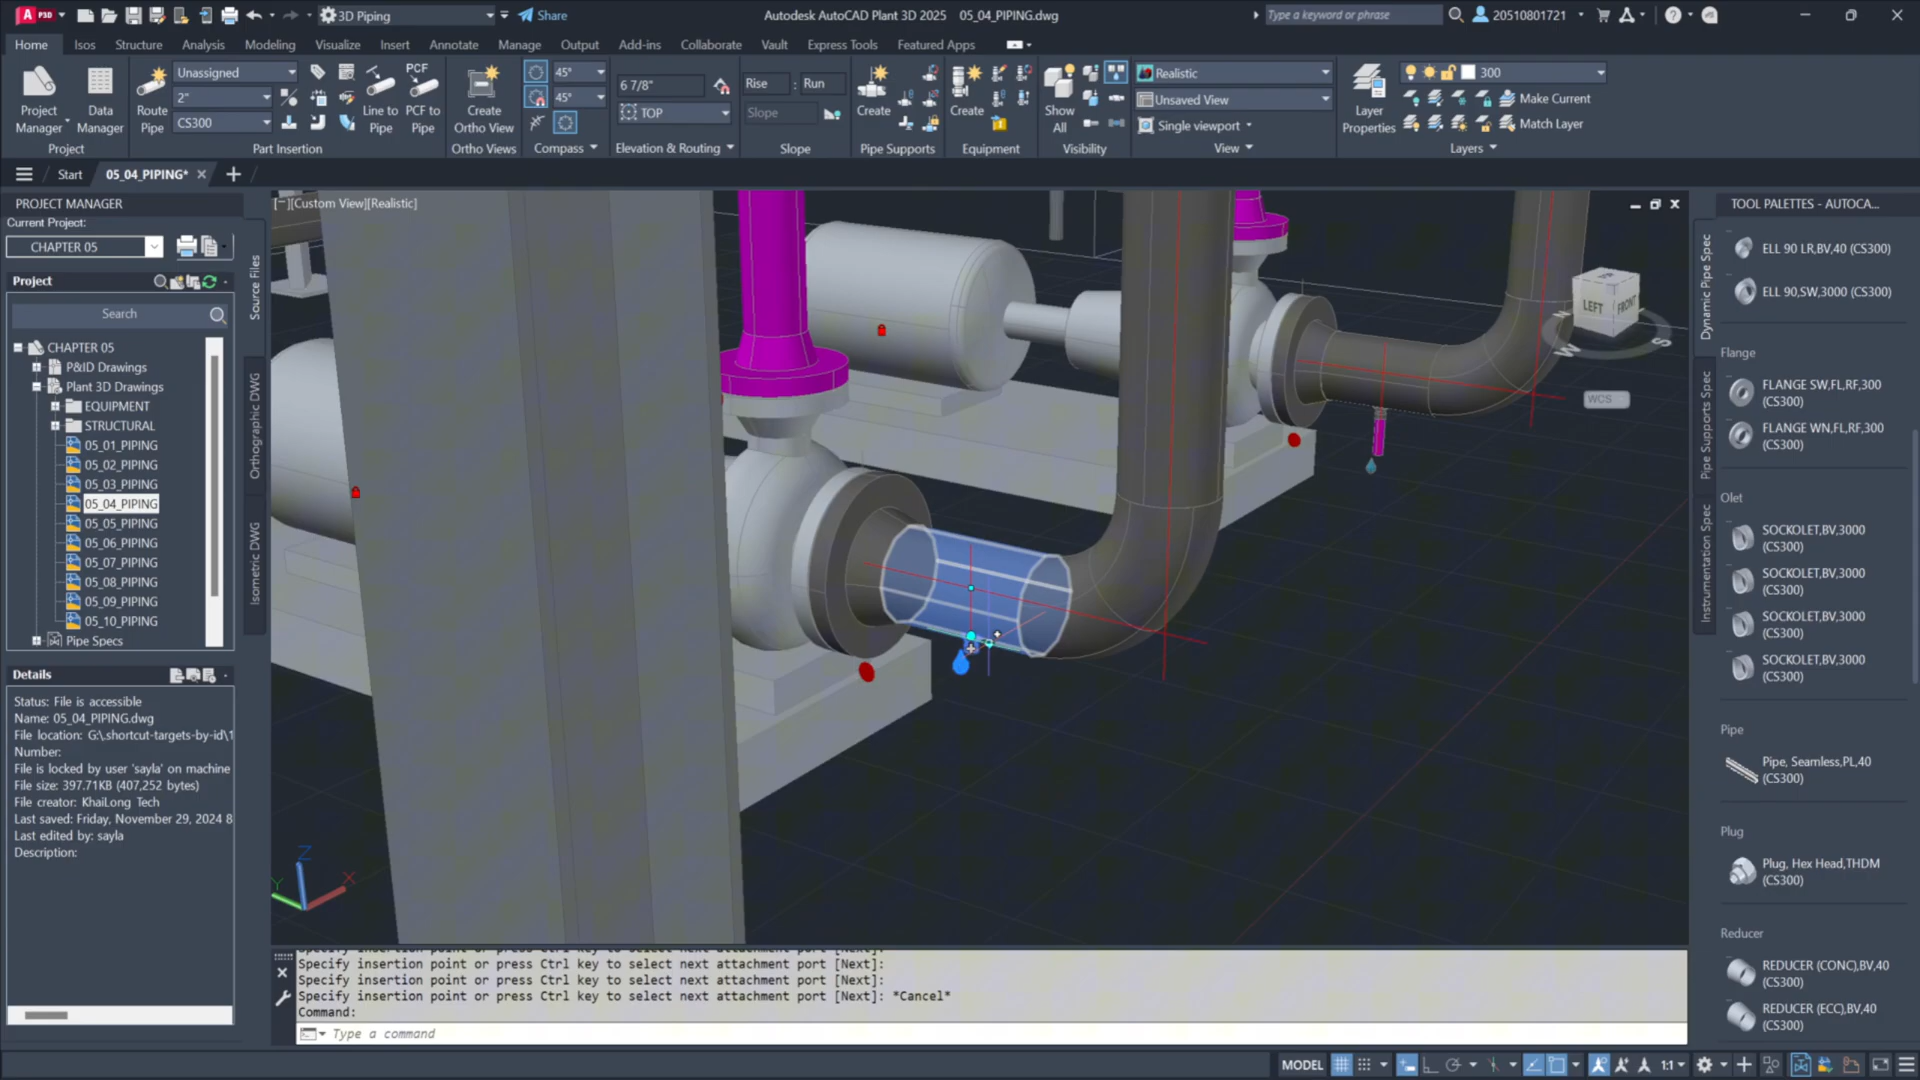 P3D
3D Piping
Share
Autodesk AutoCAD Plant 3D 2025 05_04_PIPING.dwg
Type a keyword or phrase
20510801721
Home
Isos
Structure
Analysis
Modeling
Visualize
Insert
Annotate
Manage
Output
Add-ins
Collaborate
Vault
Express Tools
Featured Apps
Project Manager
Data Manager
Project
Route Pipe
Unassigned
2"
CS300
Line to Pipe
PCF
PCF to Pipe
Part Insertion
Create Ortho View
Ortho Views
45°
45°
Compass
6 7/8"
TOP
Elevation & Routing
Rise : Run
Slope
Slope
Create
Pipe Supports
Create
Equipment
Show All
Visibility
Realistic
Unsaved View
Single viewport
View
Layer Properties
300
Make Current
Match Layer
Layers
Start
05_04_PIPING*
PROJECT MANAGER
Current Project:
CHAPTER 05
Project
Search
CHAPTER 05
P&ID Drawings
Plant 3D Drawings
EQUIPMENT
STRUCTURAL
05_01_PIPING
05_02_PIPING
05_03_PIPING
05_04_PIPING
05_05_PIPING
05_06_PIPING
05_07_PIPING
05_08_PIPING
05_09_PIPING
05_10_PIPING
Pipe Specs
Source Files
Orthographic DWG
Isometric DWG
Details
Status: File is accessible
Name: 05_04_PIPING.dwg
File location: G:\.shortcut-targets-by-id\1
Number:
File is locked by user 'sayla' on machine
File size: 397.71KB (407,252 bytes)
File creator: KhaiLong Tech
Last saved: Friday, November 29, 2024 8
Last edited by: sayla
Description:
[−][Custom View][Realistic]
LEFT
FRONT
W
S
WCS
Z
X
Y
Specify insertion point or press Ctrl key to select next attachment port [Next]:
Specify insertion point or press Ctrl key to select next attachment port [Next]:
Specify insertion point or press Ctrl key to select next attachment port [Next]:
Specify insertion point or press Ctrl key to select next attachment port [Next]: *Cancel*
Command:
Type a command
TOOL PALETTES - AUTOCA...
Dynamic Pipe Spec
Pipe Supports Spec
Instrumentation Spec
ELL 90 LR,BV,40 (CS300)
ELL 90,SW,3000 (CS300)
Flange
FLANGE SW,FL,RF,300
(CS300)
FLANGE WN,FL,RF,300
(CS300)
Olet
SOCKOLET,BV,3000
(CS300)
SOCKOLET,BV,3000
(CS300)
SOCKOLET,BV,3000
(CS300)
SOCKOLET,BV,3000
(CS300)
Pipe
Pipe, Seamless,PL,40
(CS300)
Plug
Plug, Hex Head,THDM
(CS300)
Reducer
REDUCER (CONC),BV,40
(CS300)
REDUCER (ECC),BV,40
(CS300)
MODEL
1:1